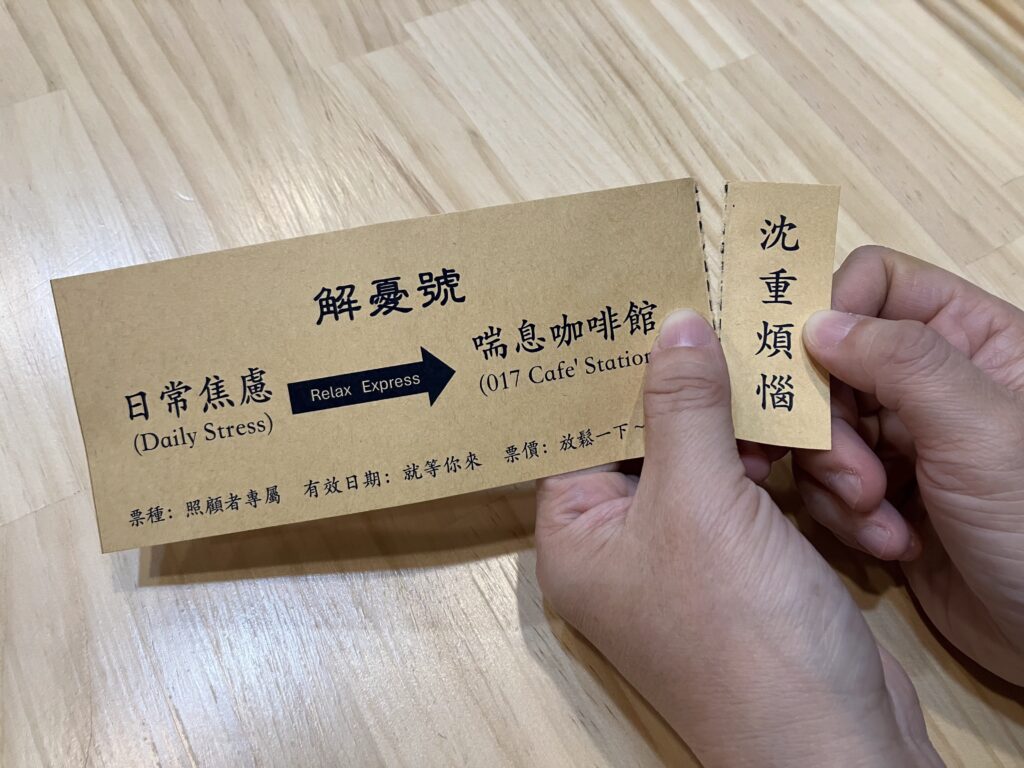 解憂號
日常焦慮
(Daily Stress)
Relax Express
喘息咖啡館
(017 Cafe' Station
票種：照顧者專屬 有效日期：就等你來 票價：放鬆一下～
沈重煩惱